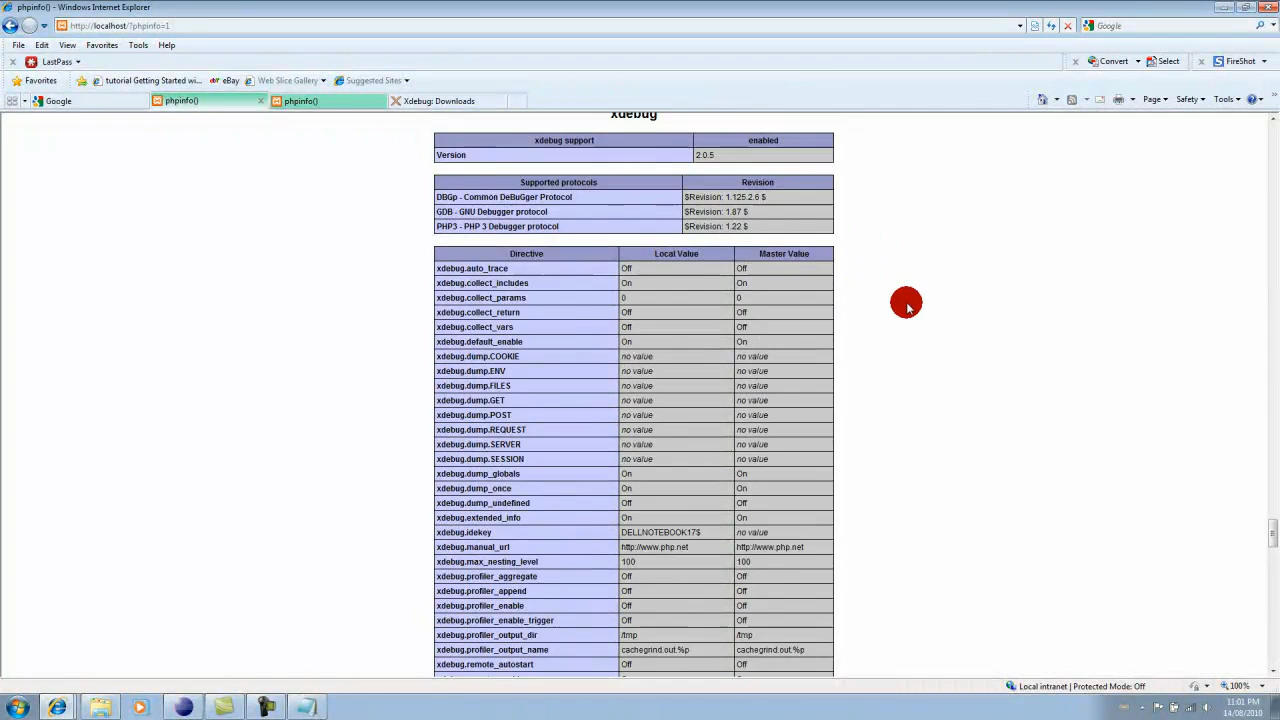 phpinfo() - Windows Internet Explorer
http://localhost/?phpinfo=1
Google
File Edit View Favorites Tools Help
LastPass
Convert Select
FireShot
Favorites
tutorial Getting Started wi...
eBay
Web Slice Gallery
Suggested Sites
Google
phpinfo()
phpinfo()
Xdebug: Downloads
Page Safety Tools
xdebug
xdebug support enabled
Version 2.0.5
Supported protocols Revision
DBGp - Common DeBuGger Protocol $Revision: 1.125.2.6 $
GDB - GNU Debugger protocol $Revision: 1.87 $
PHP3 - PHP 3 Debugger protocol $Revision: 1.22 $
Directive Local Value Master Value
xdebug.auto_trace Off Off
xdebug.collect_includes On On
xdebug.collect_params 0 0
xdebug.collect_return Off Off
xdebug.collect_vars Off Off
xdebug.default_enable On On
xdebug.dump.COOKIE no value no value
xdebug.dump.ENV no value no value
xdebug.dump.FILES no value no value
xdebug.dump.GET no value no value
xdebug.dump.POST no value no value
xdebug.dump.REQUEST no value no value
xdebug.dump.SERVER no value no value
xdebug.dump.SESSION no value no value
xdebug.dump_globals On On
xdebug.dump_once On On
xdebug.dump_undefined Off Off
xdebug.extended_info On On
xdebug.idekey DELLNOTEBOOK17$ no value
xdebug.manual_url http://www.php.net http://www.php.net
xdebug.max_nesting_level 100 100
xdebug.profiler_aggregate Off Off
xdebug.profiler_append Off Off
xdebug.profiler_enable Off Off
xdebug.profiler_enable_trigger Off Off
xdebug.profiler_output_dir /tmp /tmp
xdebug.profiler_output_name cachegrind.out.%p cachegrind.out.%p
xdebug.remote_autostart Off Off
Local intranet | Protected Mode: Off
100%
11:01 PM
14/08/2010